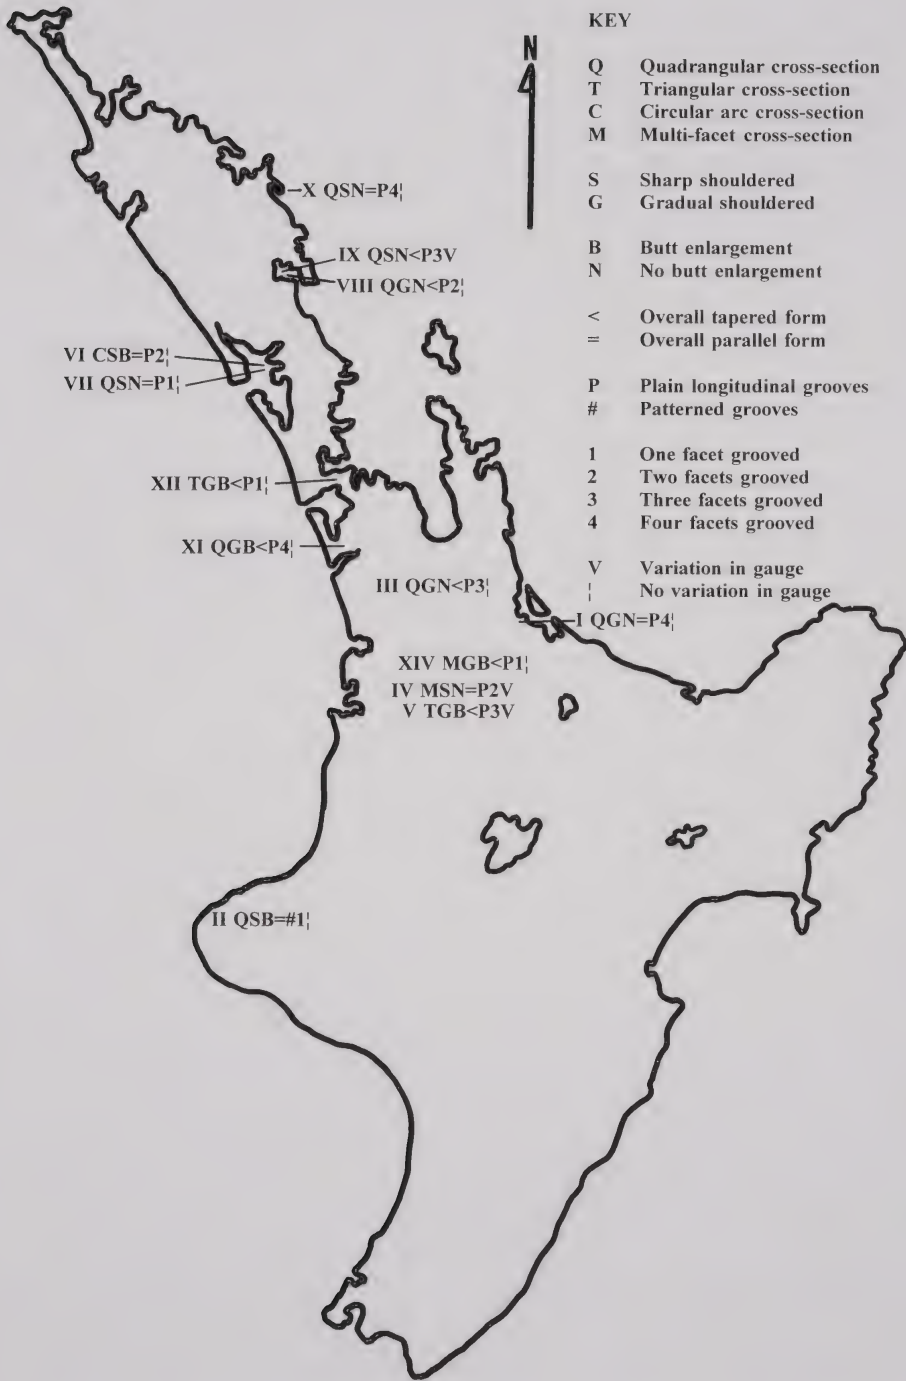 KEY
N
Q Quadrangular cross-section
T Triangular cross-section
C Circular arc cross-section
M Multi-facet cross-section
S Sharp shouldered
G Gradual shouldered
B Butt enlargement
N No butt enlargement
< Overall tapered form
= Overall parallel form
P Plain longitudinal grooves
# Patterned grooves
1 One facet grooved
2 Two facets grooved
3 Three facets grooved
4 Four facets grooved
V Variation in gauge
¦ No variation in gauge
X QSN=P4¦
IX QSN<P3V
VIII QGN<P2¦
VI CSB=P2¦
VII QSN=P1¦
XII TGB<P1¦
XI QGB<P4¦
III QGN<P3¦
I QGN=P4¦
XIV MGB<P1¦
IV MSN=P2V
V TGB<P3V
II QSB=#1¦